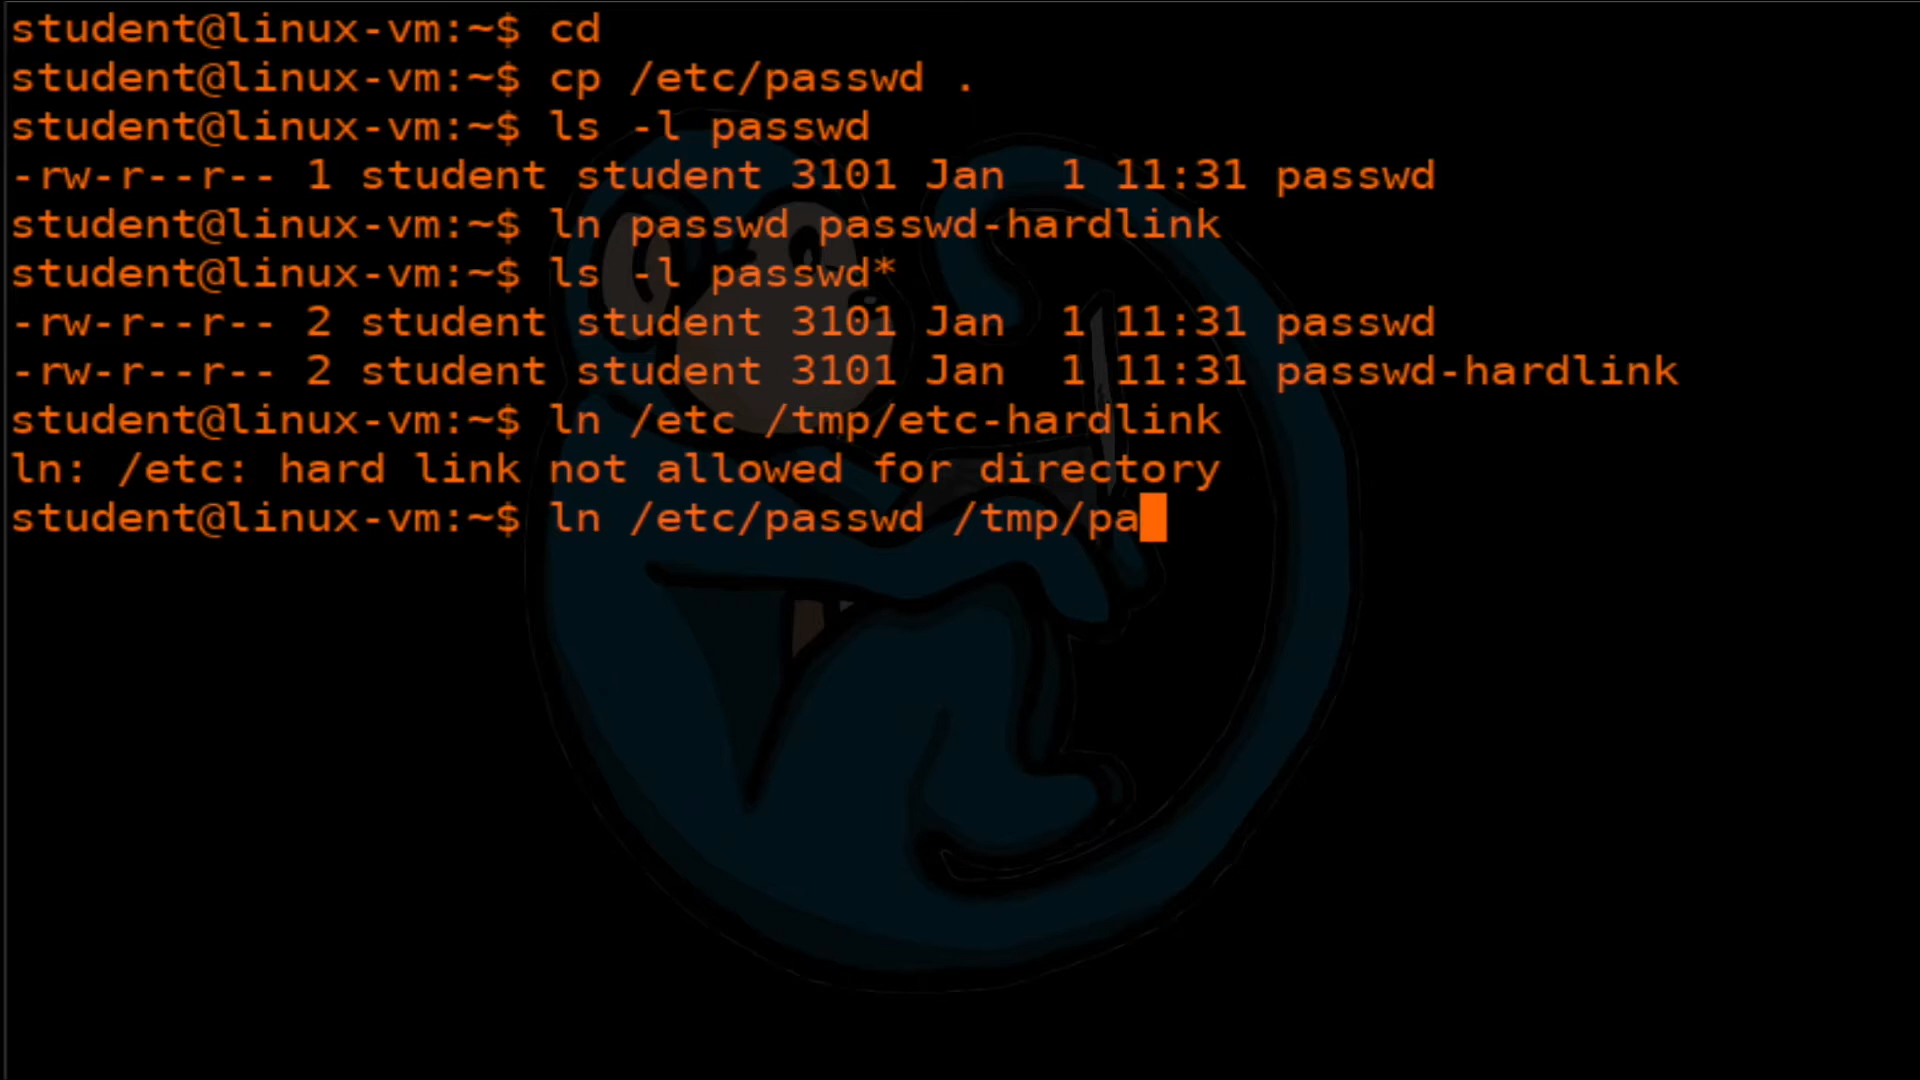 student@linux-vm:~$ cd
student@linux-vm:~$ cp /etc/passwd .
student@linux-vm:~$ ls -l passwd
-rw-r--r-- 1 student student 3101 Jan  1 11:31 passwd
student@linux-vm:~$ ln passwd passwd-hardlink
student@linux-vm:~$ ls -l passwd*
-rw-r--r-- 2 student student 3101 Jan  1 11:31 passwd
-rw-r--r-- 2 student student 3101 Jan  1 11:31 passwd-hardlink
student@linux-vm:~$ ln /etc /tmp/etc-hardlink
ln: /etc: hard link not allowed for directory
student@linux-vm:~$ ln /etc/passwd /tmp/pa